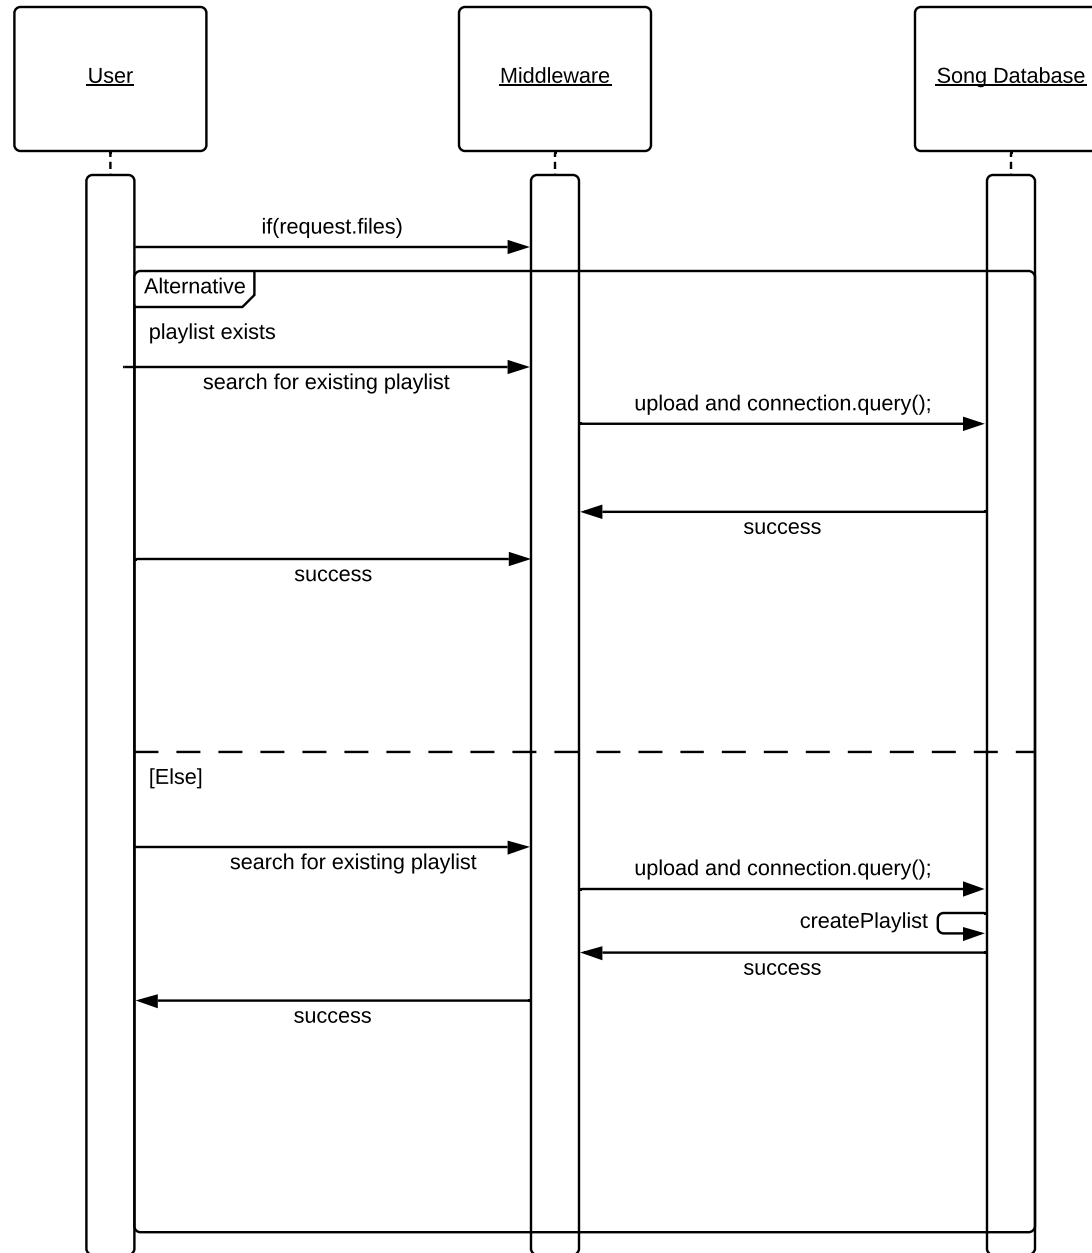 User
Middleware
Song Database
if(request.files)
Alternative
playlist exists
search for existing playlist
upload and connection.query();
success
success
[Else]
search for existing playlist
upload and connection.query();
createPlaylist
success
success